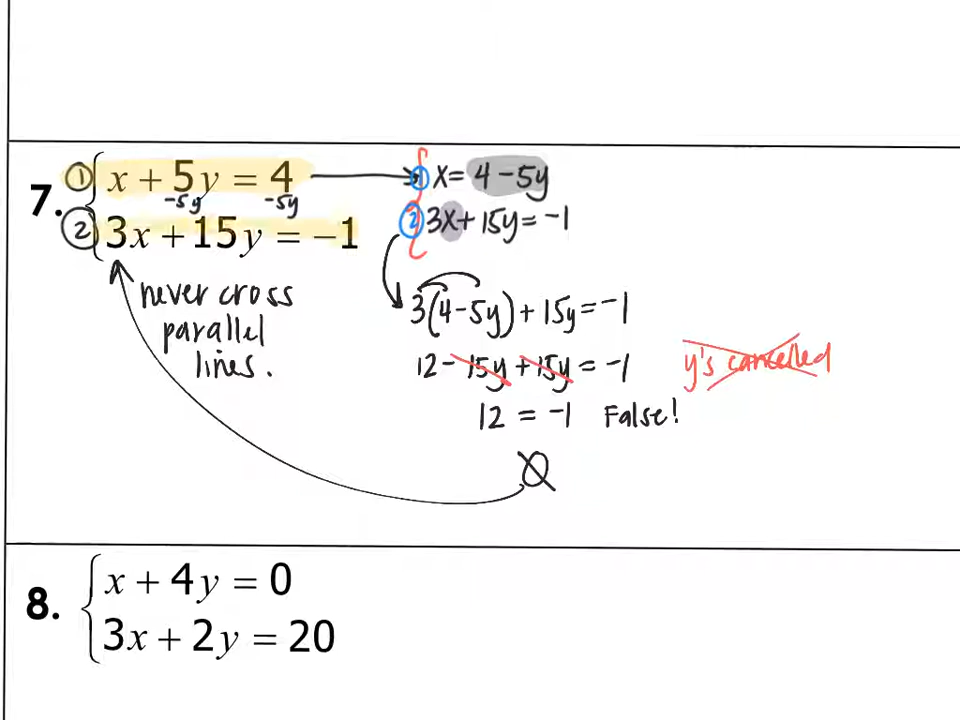 7.
① x + 5y = 4
-5y -5y
② 3x + 15y = -1
① x = 4 - 5y
② 3x + 15y = -1
never cross
parallel
lines.
3(4 - 5y) + 15y = -1
12 - 15y + 15y = -1
y's cancelled
12 = -1 False!
Ø
8.
x + 4y = 0
3x + 2y = 20